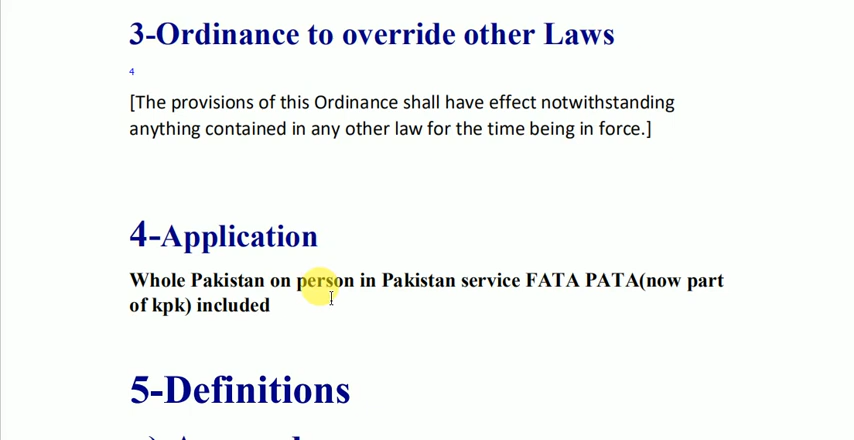 3-Ordinance to override other Laws
4
[The provisions of this Ordinance shall have effect notwithstanding
anything contained in any other law for the time being in force.]
4-Application
Whole Pakistan on person in Pakistan service FATA PATA(now part
of kpk) included
5-Definitions